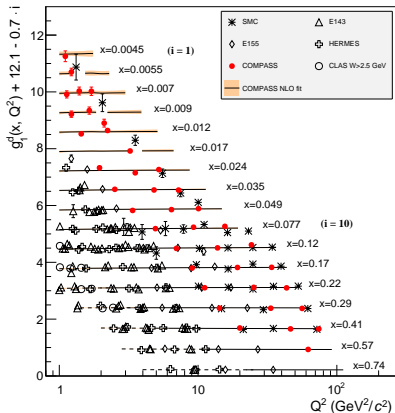 g₁ᵈ(x, Q²) + 12.1 - 0.7 · i
12
10
8
6
4
2
0
SMC
E143
E155
HERMES
COMPASS
CLAS W>2.5 GeV
COMPASS NLO fit
x=0.0045
(i = 1)
x=0.0055
x=0.007
x=0.009
x=0.012
x=0.017
x=0.024
x=0.035
x=0.049
(i = 10)
x=0.077
x=0.12
x=0.17
x=0.22
x=0.29
x=0.41
x=0.57
x=0.74
1
10
10²
Q² (GeV²/c²)